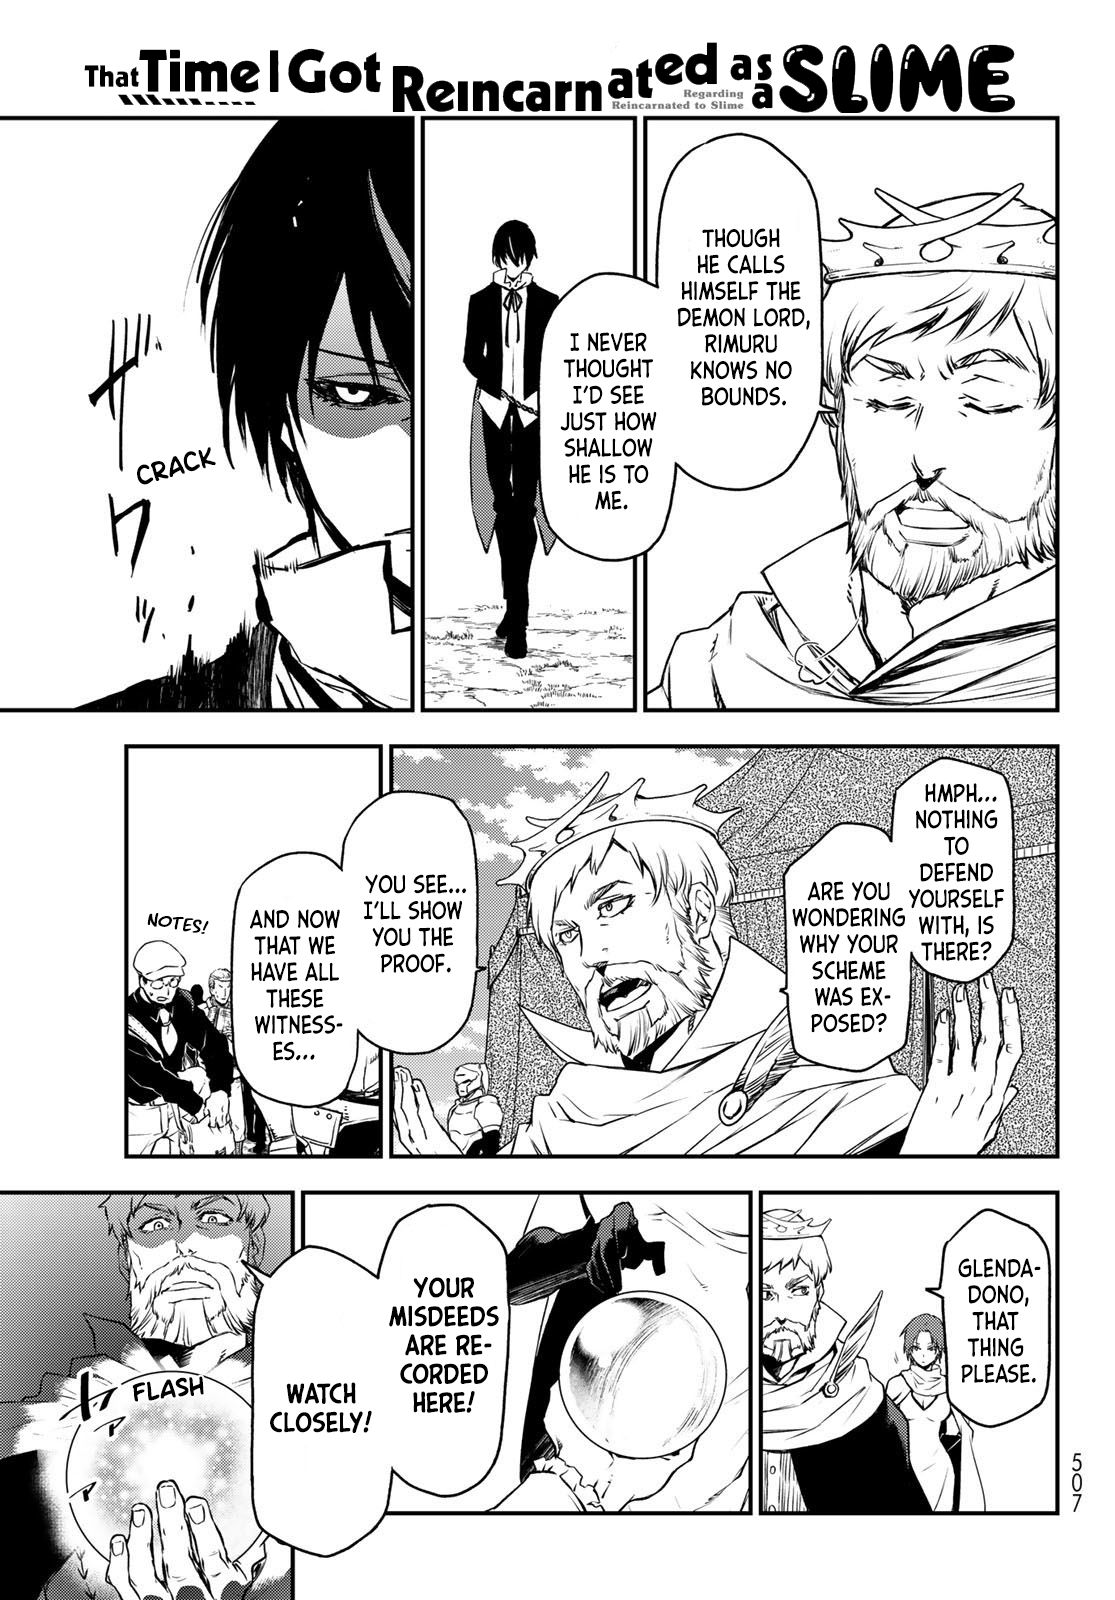 That Time I Got Reincarnated as a SLIME
Regarding
Reincarnated to Slime
THOUGH
HE CALLS
HIMSELF THE
DEMON LORD,
RIMURU
KNOWS NO
BOUNDS.
I NEVER
THOUGHT
I'D SEE
JUST HOW
SHALLOW
HE IS TO
ME.
CRACK
HMPH...
NOTHING
TO
DEFEND
YOURSELF
WITH, IS
THERE?
ARE YOU
WONDERING
WHY YOUR
SCHEME
WAS EX-
POSED?
YOU SEE...
I'LL SHOW
YOU THE
PROOF.
AND NOW
THAT WE
HAVE ALL
THESE
WITNESS-
ES...
NOTES!
GLENDA-
DONO,
THAT
THING
PLEASE.
YOUR
MISDEEDS
ARE RE-
CORDED
HERE!
WATCH
CLOSELY!
FLASH
507